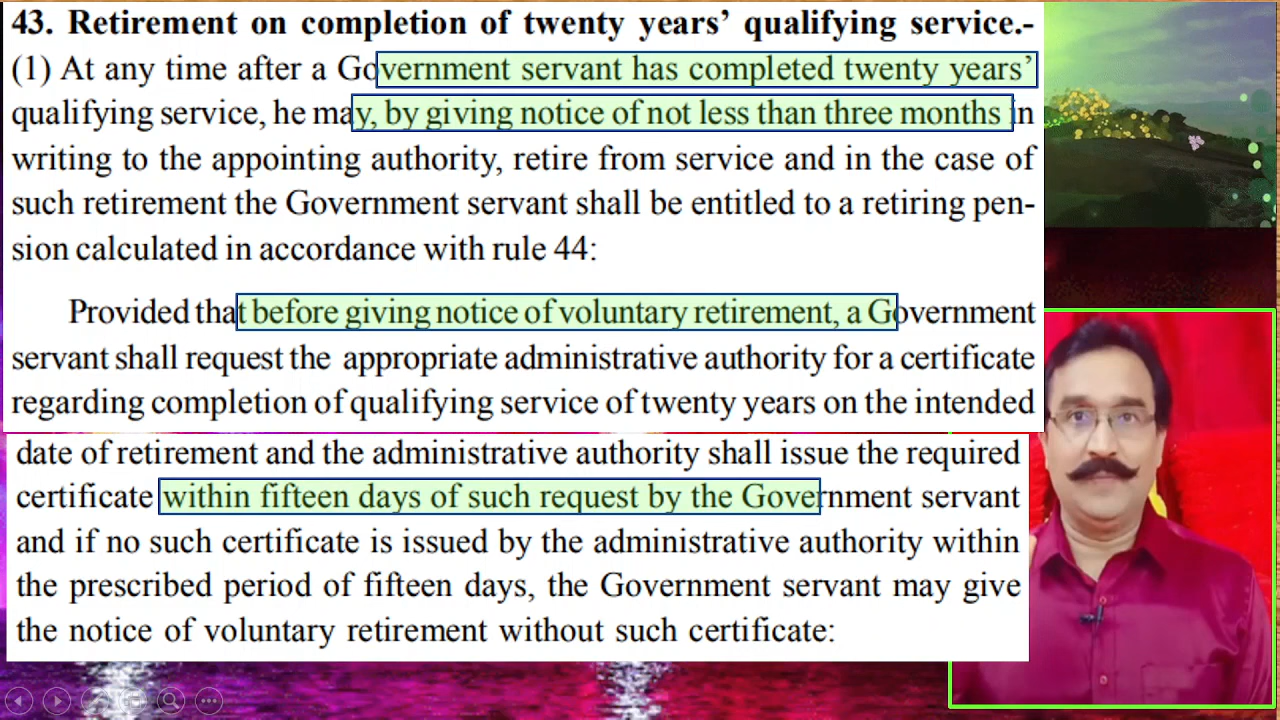 43. Retirement on completion of twenty years’ qualifying service.-
(1) At any time after a Government servant has completed twenty years’
qualifying service, he may, by giving notice of not less than three months in
writing to the appointing authority, retire from service and in the case of
such retirement the Government servant shall be entitled to a retiring pen-
sion calculated in accordance with rule 44:
Provided that before giving notice of voluntary retirement, a Government
servant shall request the appropriate administrative authority for a certificate
regarding completion of qualifying service of twenty years on the intended
date of retirement and the administrative authority shall issue the required
certificate within fifteen days of such request by the Government servant
and if no such certificate is issued by the administrative authority within
the prescribed period of fifteen days, the Government servant may give
the notice of voluntary retirement without such certificate: